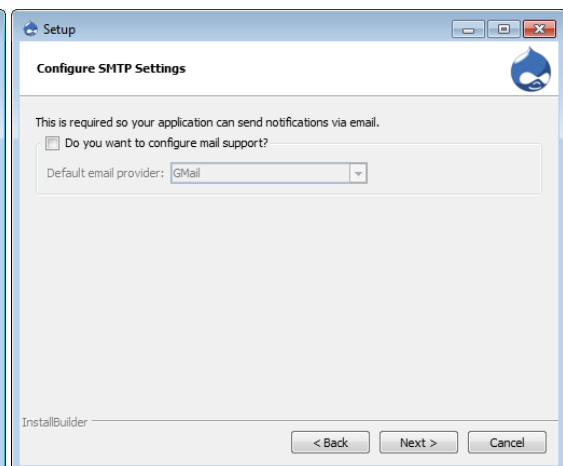 Setup
Configure SMTP Settings
This is required so your application can send notifications via email.
Do you want to configure mail support?
Default email provider: GMail
InstallBuilder
< Back Next > Cancel